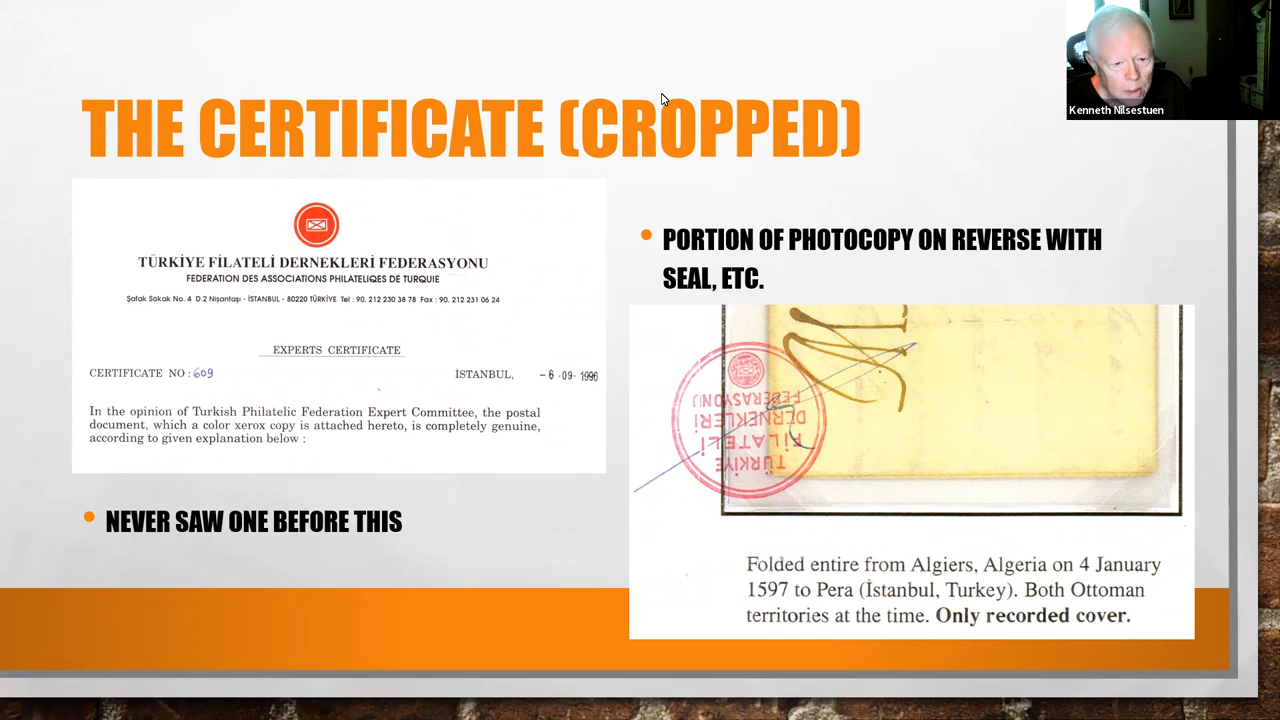 Kenneth Nilsestuen
THE CERTIFICATE (CROPPED)
TÜRKİYE FİLATELİ DERNEKLERİ FEDERASYONU
FEDERATION DES ASSOCIATIONS PHILATELIQES DE TURQUIE
Şafak Sokak No. 4 D.2 Nişantaşı - İSTANBUL - 80220 TÜRKİYE Tel : 90. 212 230 38 78 Fax : 90. 212 231 06 24
EXPERTS CERTIFICATE
CERTIFICATE NO : 609
İSTANBUL, - 6 -09- 1996
In the opinion of Turkish Philatelic Federation Expert Committee, the postal
document, which a color xerox copy is attached hereto, is completely genuine,
according to given explanation below :
• NEVER SAW ONE BEFORE THIS
• PORTION OF PHOTOCOPY ON REVERSE WITH
SEAL, ETC.
TÜRKİYE
FİLATELİ
DERNEKLERİ
FEDERASYONU
Folded entire from Algiers, Algeria on 4 January
1597 to Pera (İstanbul, Turkey). Both Ottoman
territories at the time. Only recorded cover.